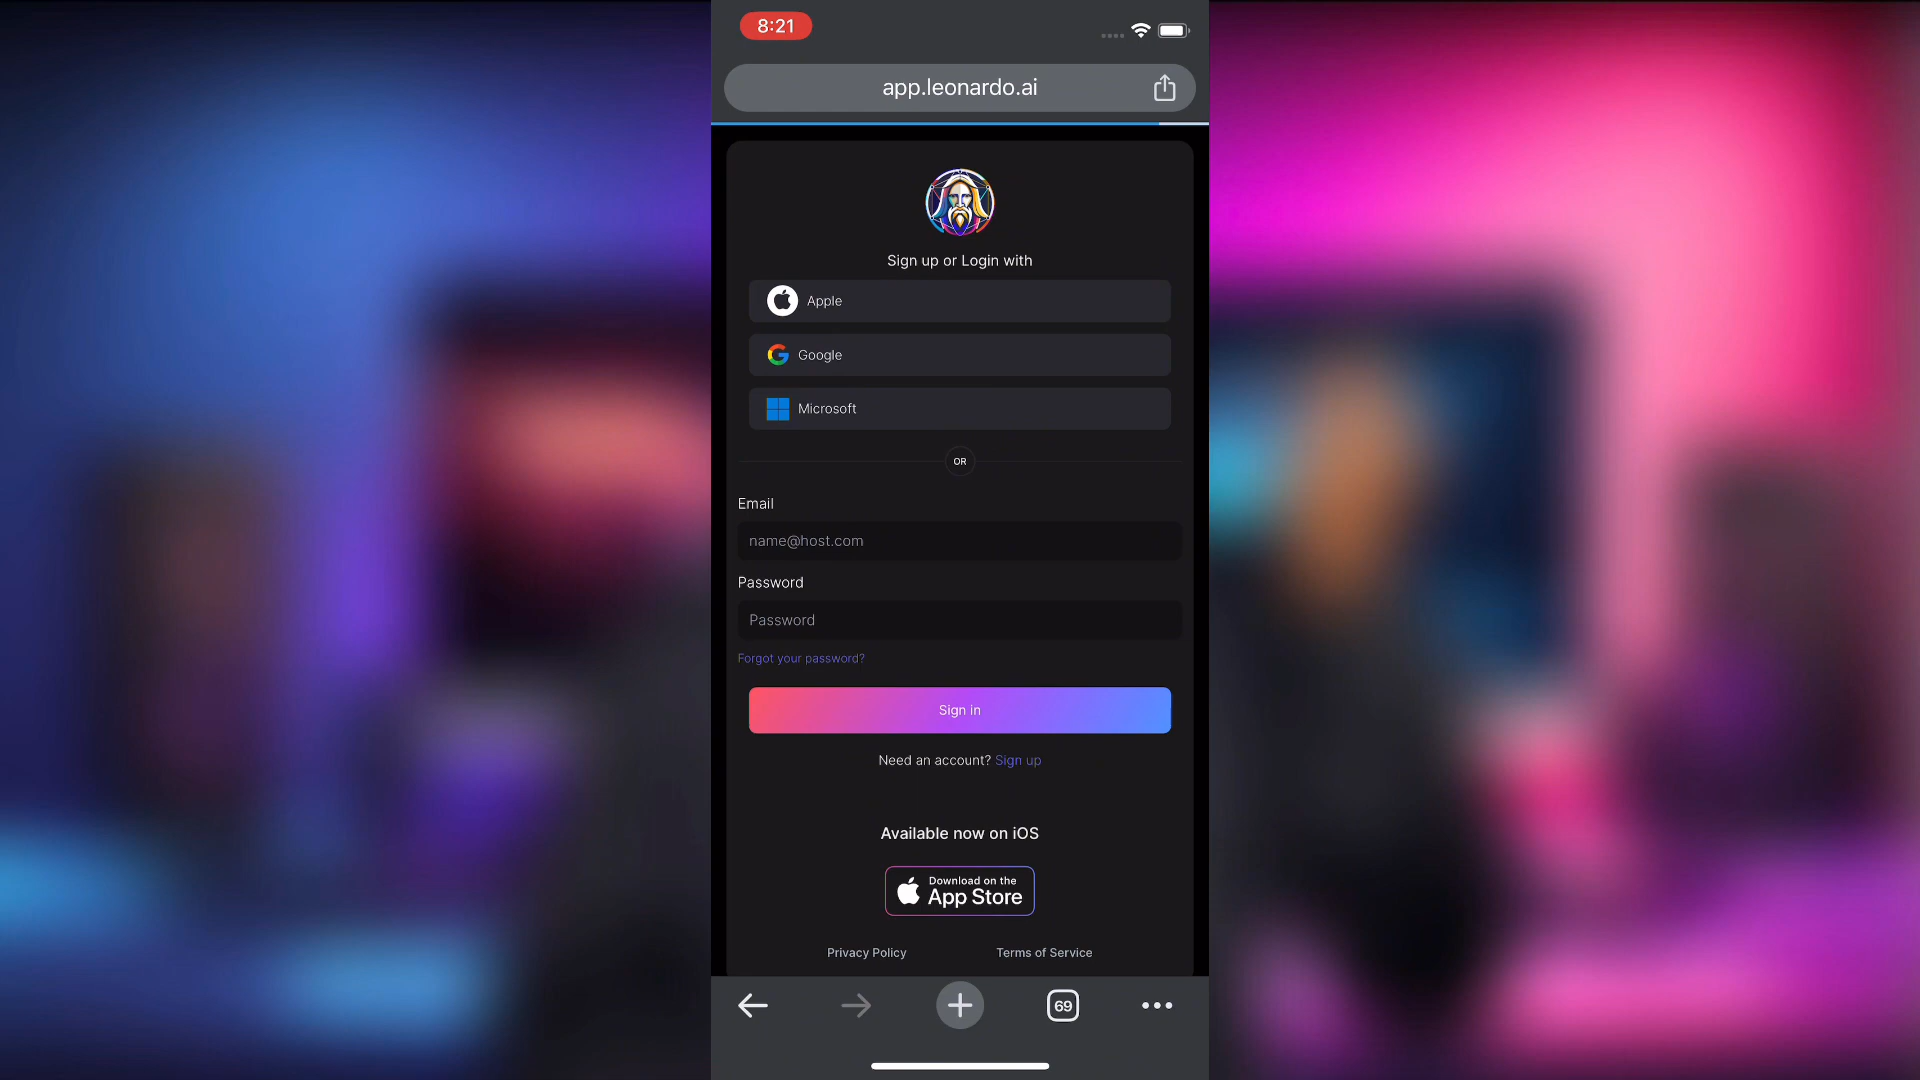 8:21
app.leonardo.ai
Sign up or Login with
Apple
Google
Microsoft
OR
Email
name@host.com
Password
Password
Forgot your password?
Sign in
Need an account? Sign up
Available now on iOS
Download on the
App Store
Privacy Policy
Terms of Service
69